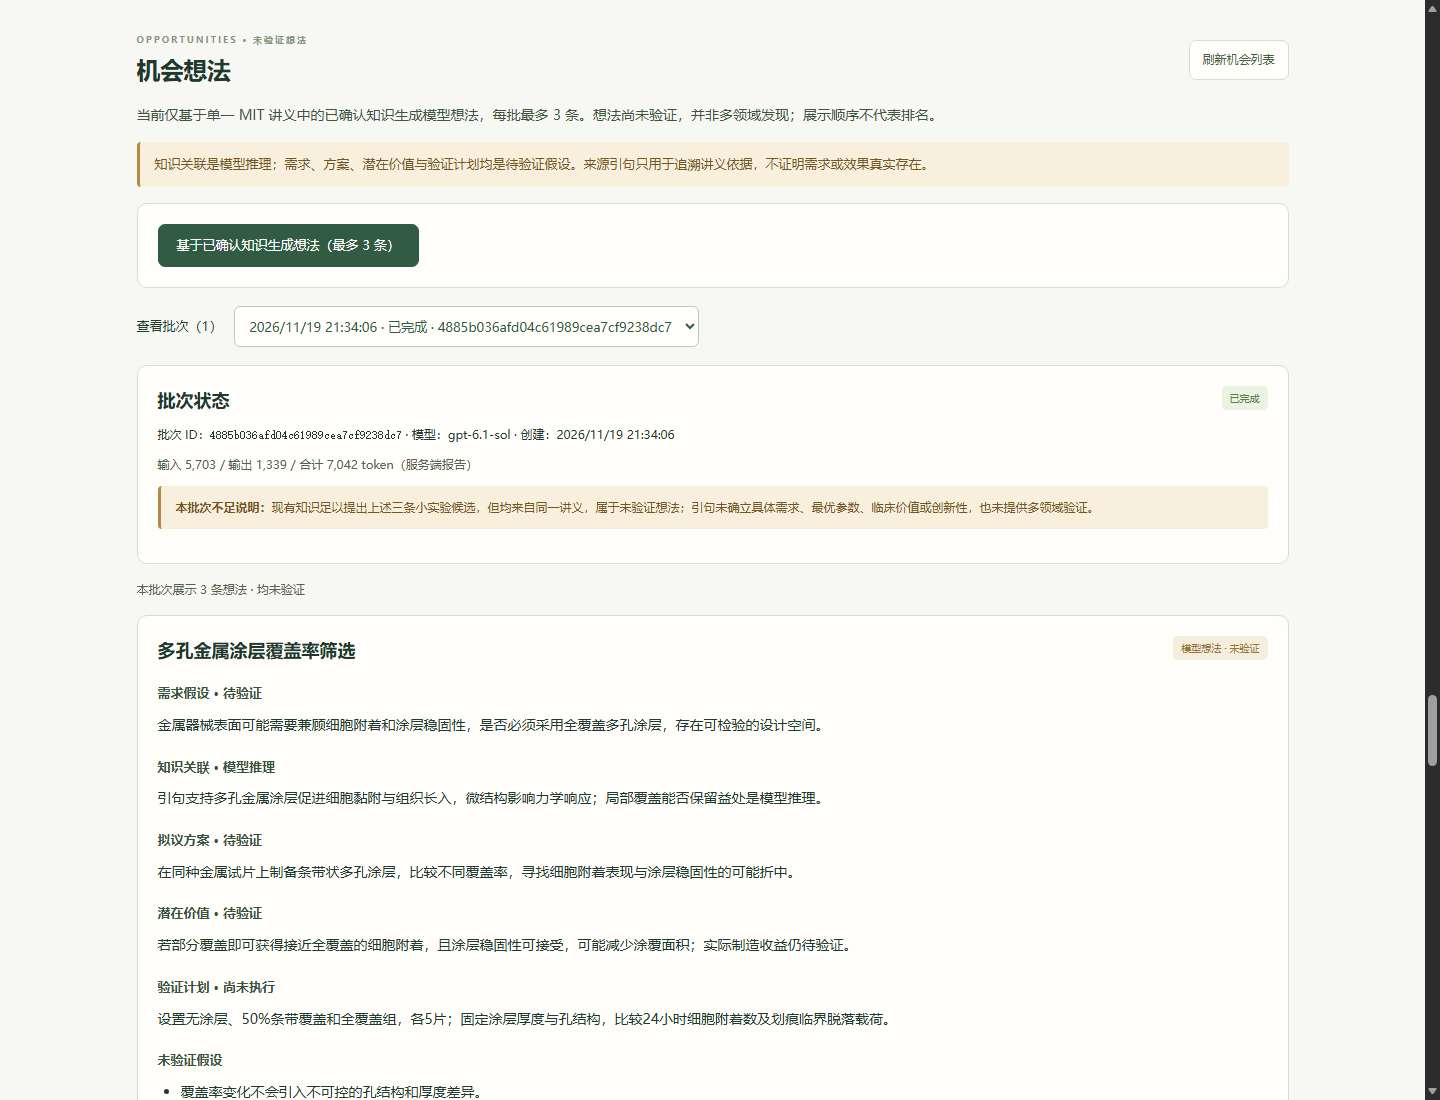 OPPORTUNITIES • 未验证想法
机会想法
刷新机会列表
当前仅基于单一 MIT 讲义中的已确认知识生成模型想法，每批最多 3 条。想法尚未验证，并非多领域发现；展示顺序不代表排名。
知识关联是模型推理；需求、方案、潜在价值与验证计划均是待验证假设。来源引句只用于追溯讲义依据，不证明需求或效果真实存在。
基于已确认知识生成想法（最多 3 条）
查看批次（1）
2026/11/19 21:34:06 · 已完成 · 4885b036afd04c61989cea7cf9238dc7
批次状态
已完成
批次 ID：4885b036afd04c61989cea7cf9238dc7 · 模型：gpt-6.1-sol · 创建：2026/11/19 21:34:06
输入 5,703 / 输出 1,339 / 合计 7,042 token（服务端报告）
本批次不足说明：现有知识足以提出上述三条小实验候选，但均来自同一讲义，属于未验证想法；引句未确立具体需求、最优参数、临床价值或创新性，也未提供多领域验证。
本批次展示 3 条想法 · 均未验证
多孔金属涂层覆盖率筛选
模型想法 · 未验证
需求假设 • 待验证
金属器械表面可能需要兼顾细胞附着和涂层稳固性，是否必须采用全覆盖多孔涂层，存在可检验的设计空间。
知识关联 • 模型推理
引句支持多孔金属涂层促进细胞黏附与组织长入，微结构影响力学响应；局部覆盖能否保留益处是模型推理。
拟议方案 • 待验证
在同种金属试片上制备条带状多孔涂层，比较不同覆盖率，寻找细胞附着表现与涂层稳固性的可能折中。
潜在价值 • 待验证
若部分覆盖即可获得接近全覆盖的细胞附着，且涂层稳固性可接受，可能减少涂覆面积；实际制造收益仍待验证。
验证计划 • 尚未执行
设置无涂层、50%条带覆盖和全覆盖组，各5片；固定涂层厚度与孔结构，比较24小时细胞附着数及划痕临界脱落载荷。
未验证假设
• 覆盖率变化不会引入不可控的孔结构和厚度差异。